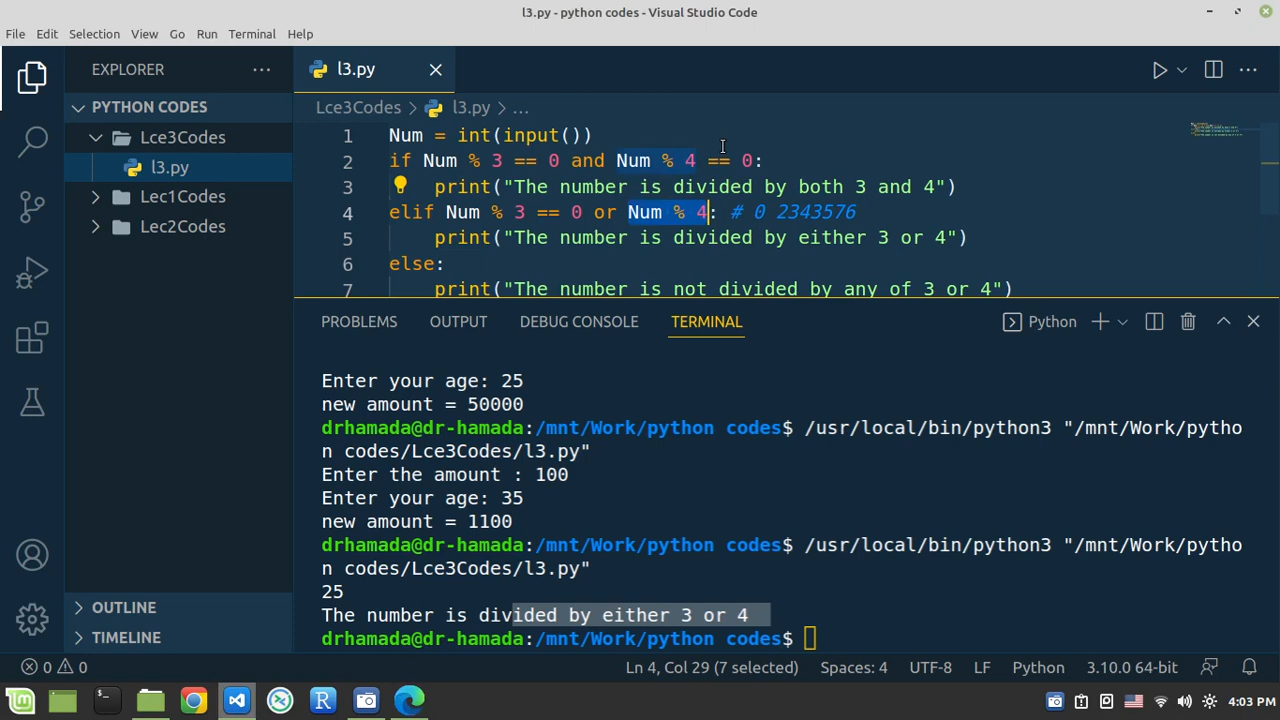 l3.py - python codes - Visual Studio Code
File Edit Selection View Go Run Terminal Help
EXPLORER
l3.py
PYTHON CODES
Lce3Codes > l3.py > ...
Lce3Codes
l3.py
Lec1Codes
Lec2Codes
1 Num = int(input())
2 if Num % 3 == 0 and Num % 4 == 0:
3 print("The number is divided by both 3 and 4")
4 elif Num % 3 == 0 or Num % 4: # 0 2343576
5 print("The number is divided by either 3 or 4")
6 else:
7 print("The number is not divided by any of 3 or 4")
PROBLEMS OUTPUT DEBUG CONSOLE TERMINAL Python
Enter your age: 25
new amount = 50000
drhamada@dr-hamada:/mnt/Work/python codes$ /usr/local/bin/python3 "/mnt/Work/pytho
n codes/Lce3Codes/l3.py"
Enter the amount : 100
Enter your age: 35
new amount = 1100
drhamada@dr-hamada:/mnt/Work/python codes$ /usr/local/bin/python3 "/mnt/Work/pytho
n codes/Lce3Codes/l3.py"
25
The number is divided by either 3 or 4
drhamada@dr-hamada:/mnt/Work/python codes$
OUTLINE
TIMELINE
0 0 Ln 4, Col 29 (7 selected) Spaces: 4 UTF-8 LF Python 3.10.0 64-bit
4:03 PM